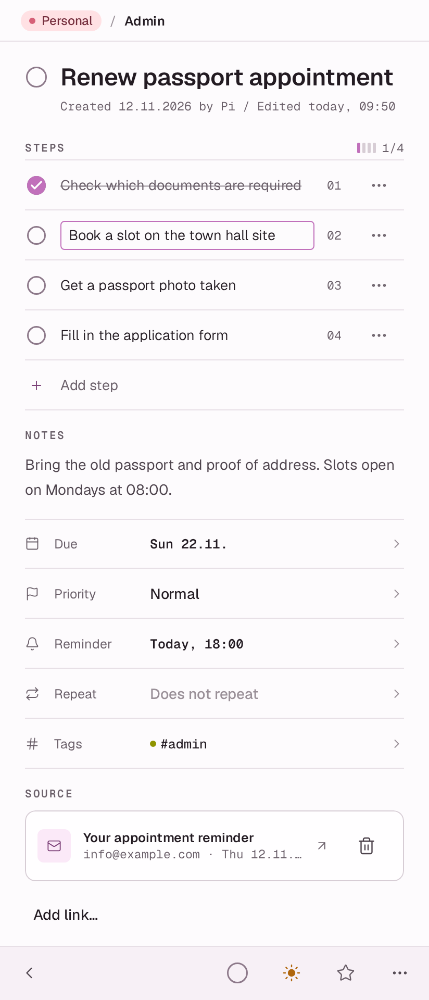 Personal / Admin
Renew passport appointment
Created 12.11.2026 by Pi / Edited today, 09:50
STEPS 1/4
Check which documents are required 01
Book a slot on the town hall site 02
Get a passport photo taken 03
Fill in the application form 04
+ Add step
NOTES
Bring the old passport and proof of address. Slots open
on Mondays at 08:00.
Due Sun 22.11.
Priority Normal
Reminder Today, 18:00
Repeat Does not repeat
Tags #admin
SOURCE
Your appointment reminder
info@example.com · Thu 12.11.…
Add link…